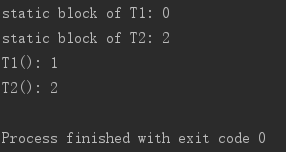 static block of T1: 0
static block of T2: 2
T1(): 1
T2(): 2
Process finished with exit code 0